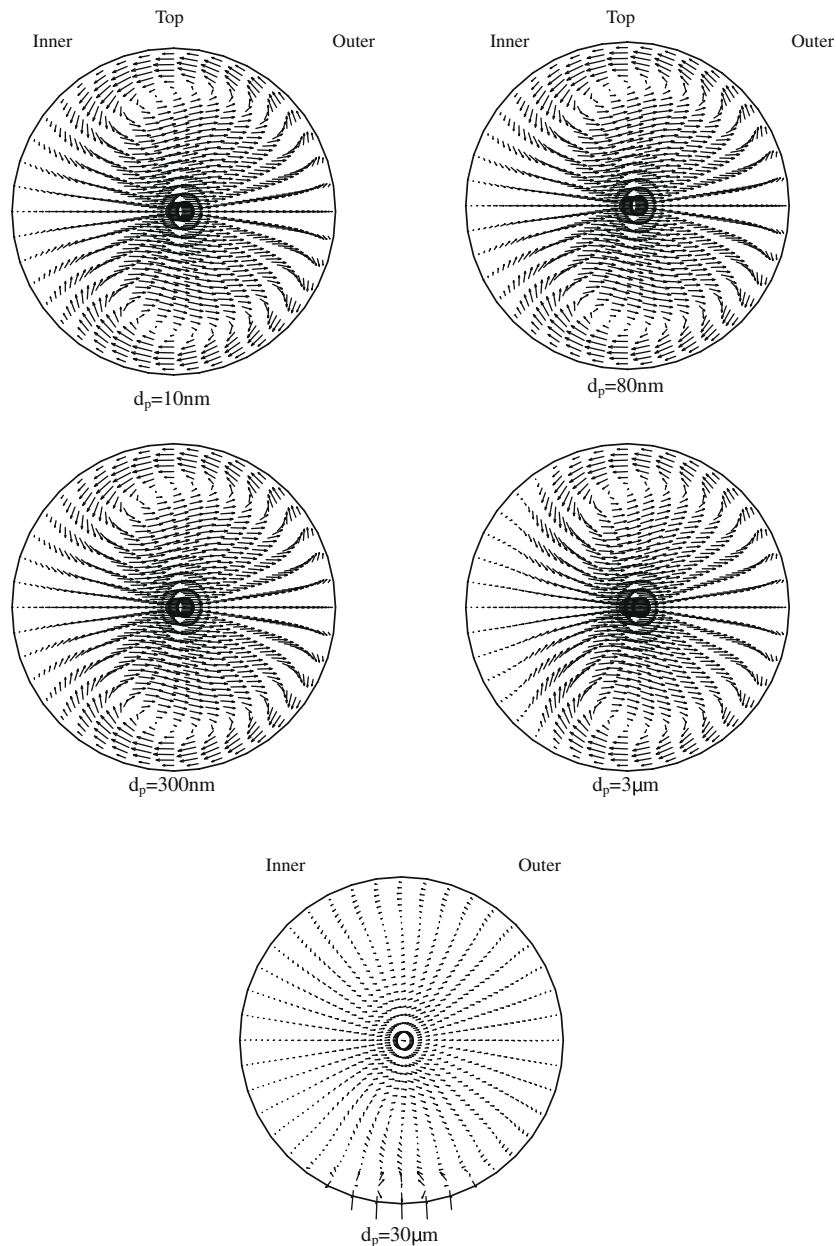 Top
Inner
Outer
Top
Inner
Outer
dp=10nm
dp=80nm
dp=300nm
dp=3μm
Inner
Outer
dp=30μm